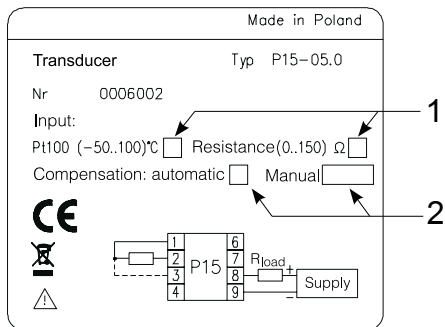 Made in Poland
Transducer Typ P15-05.0
Nr 0006002
Input:
Pt100 (-50..100)°C Resistance(0..150) Ω
Compensation: automatic Manual
1
2
CE
1 6
2 P15 7
3 8 Rload + Supply
4 9 −